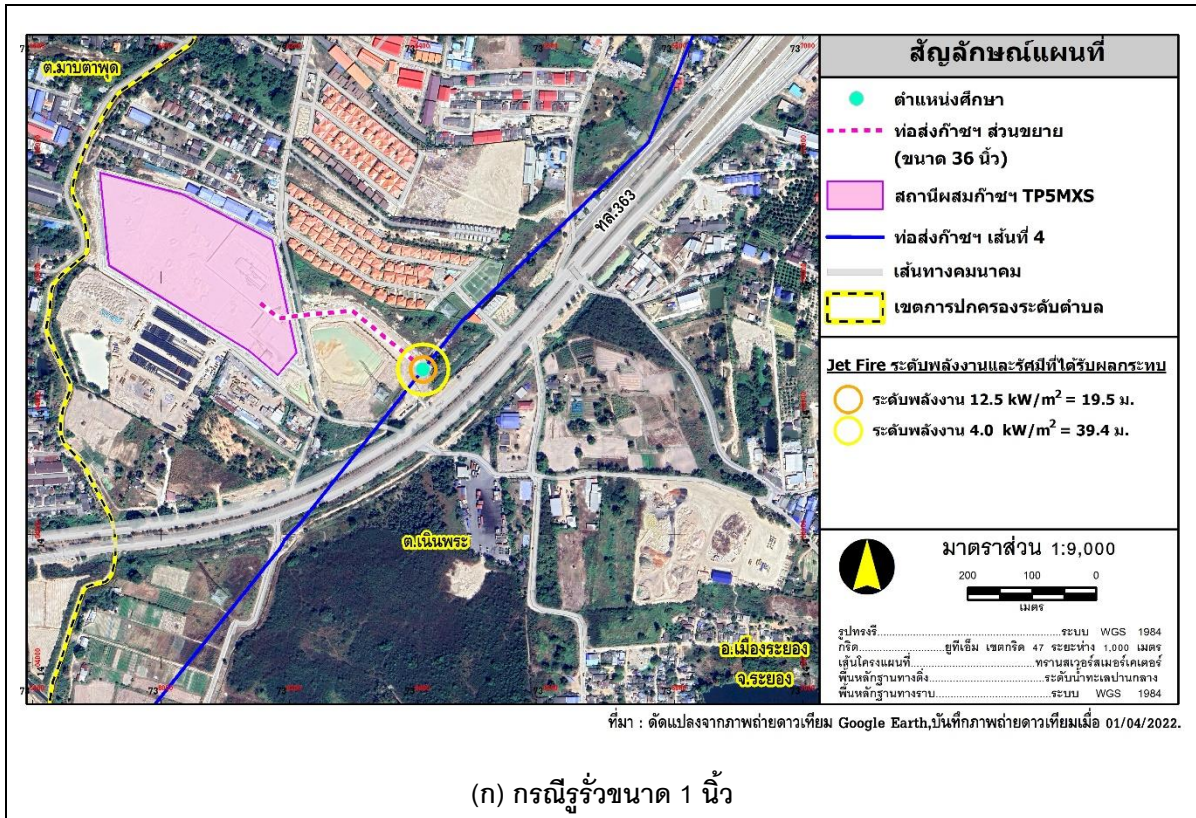 ต.มาบตาพุด
ทล.363
ต.เนินพระ
อ.เมืองระยอง
จ.ระยอง
สัญลักษณ์แผนที่
ตำแหน่งศึกษา
ท่อส่งก๊าซฯ ส่วนขยาย
(ขนาด 36 นิ้ว)
สถานีผสมก๊าซฯ TP5MXS
ท่อส่งก๊าซฯ เส้นที่ 4
เส้นทางคมนาคม
เขตการปกครองระดับตำบล
Jet Fire ระดับพลังงานและรัศมีที่ได้รับผลกระทบ
ระดับพลังงาน 12.5 kW/m² = 19.5 ม.
ระดับพลังงาน 4.0 kW/m² = 39.4 ม.
มาตราส่วน 1:9,000
200 100 0
เมตร
รูปทรงรี..........ระบบ WGS 1984
กริด..........ยูทีเอ็ม เขตกริด 47 ระยะห่าง 1,000 เมตร
เส้นโครงแผนที่..........ทรานสเวอร์สเมอร์เคเตอร์
พื้นหลักฐานทางดิ่ง..........ระดับน้ำทะเลปานกลาง
พื้นหลักฐานทางราบ..........ระบบ WGS 1984
ที่มา : ดัดแปลงจากภาพถ่ายดาวเทียม Google Earth,บันทึกภาพถ่ายดาวเทียมเมื่อ 01/04/2022.
(ก) กรณีรูรั่วขนาด 1 นิ้ว